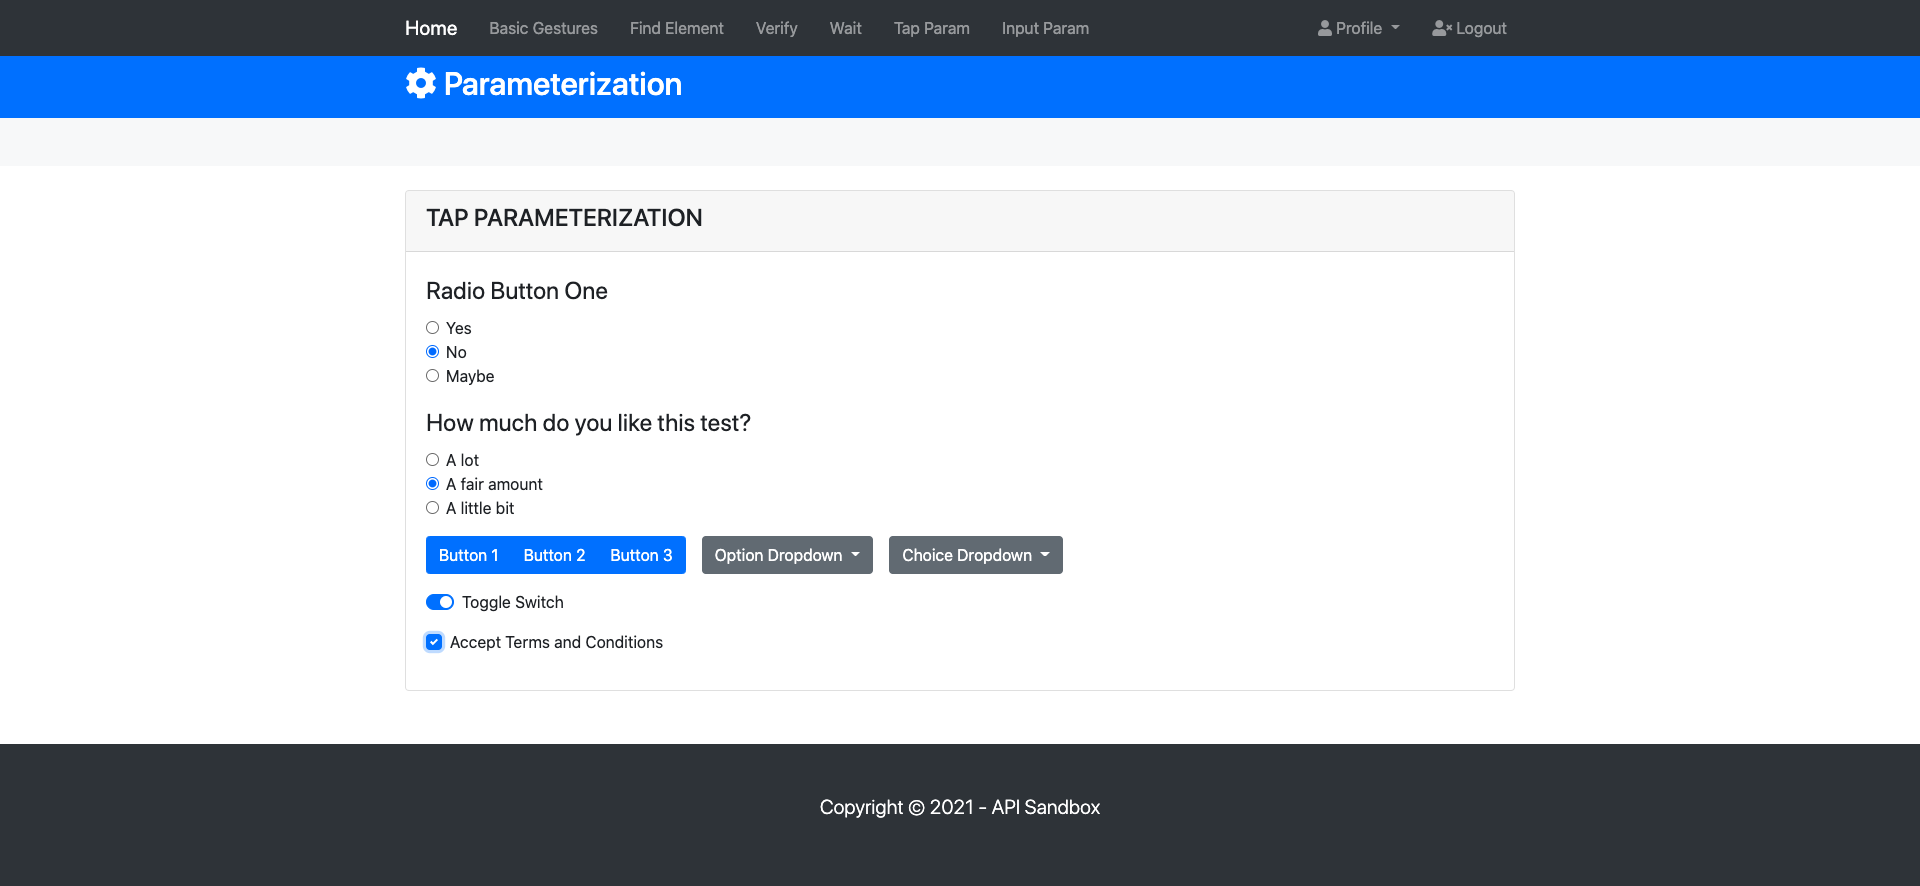 Home Basic Gestures Find Element Verify Wait Tap Param Input Param Profile Logout
Parameterization
TAP PARAMETERIZATION
Radio Button One
Yes
No
Maybe
How much do you like this test?
A lot
A fair amount
A little bit
Button 1 Button 2 Button 3 Option Dropdown Choice Dropdown
Toggle Switch
Accept Terms and Conditions
Copyright © 2021 - API Sandbox